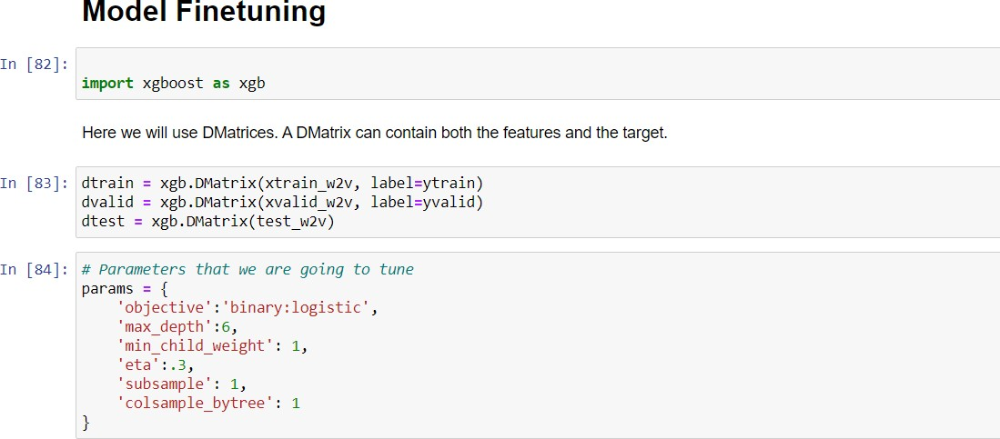 Model Finetuning
In [82]:
import xgboost as xgb
Here we will use DMatrices. A DMatrix can contain both the features and the target.
In [83]: dtrain = xgb.DMatrix(xtrain_w2v, label=ytrain)
dvalid = xgb.DMatrix(xvalid_w2v, label=yvalid)
dtest = xgb.DMatrix(test_w2v)
In [84]: # Parameters that we are going to tune
params = {
    'objective':'binary:logistic',
    'max_depth':6,
    'min_child_weight': 1,
    'eta':.3,
    'subsample': 1,
    'colsample_bytree': 1
}